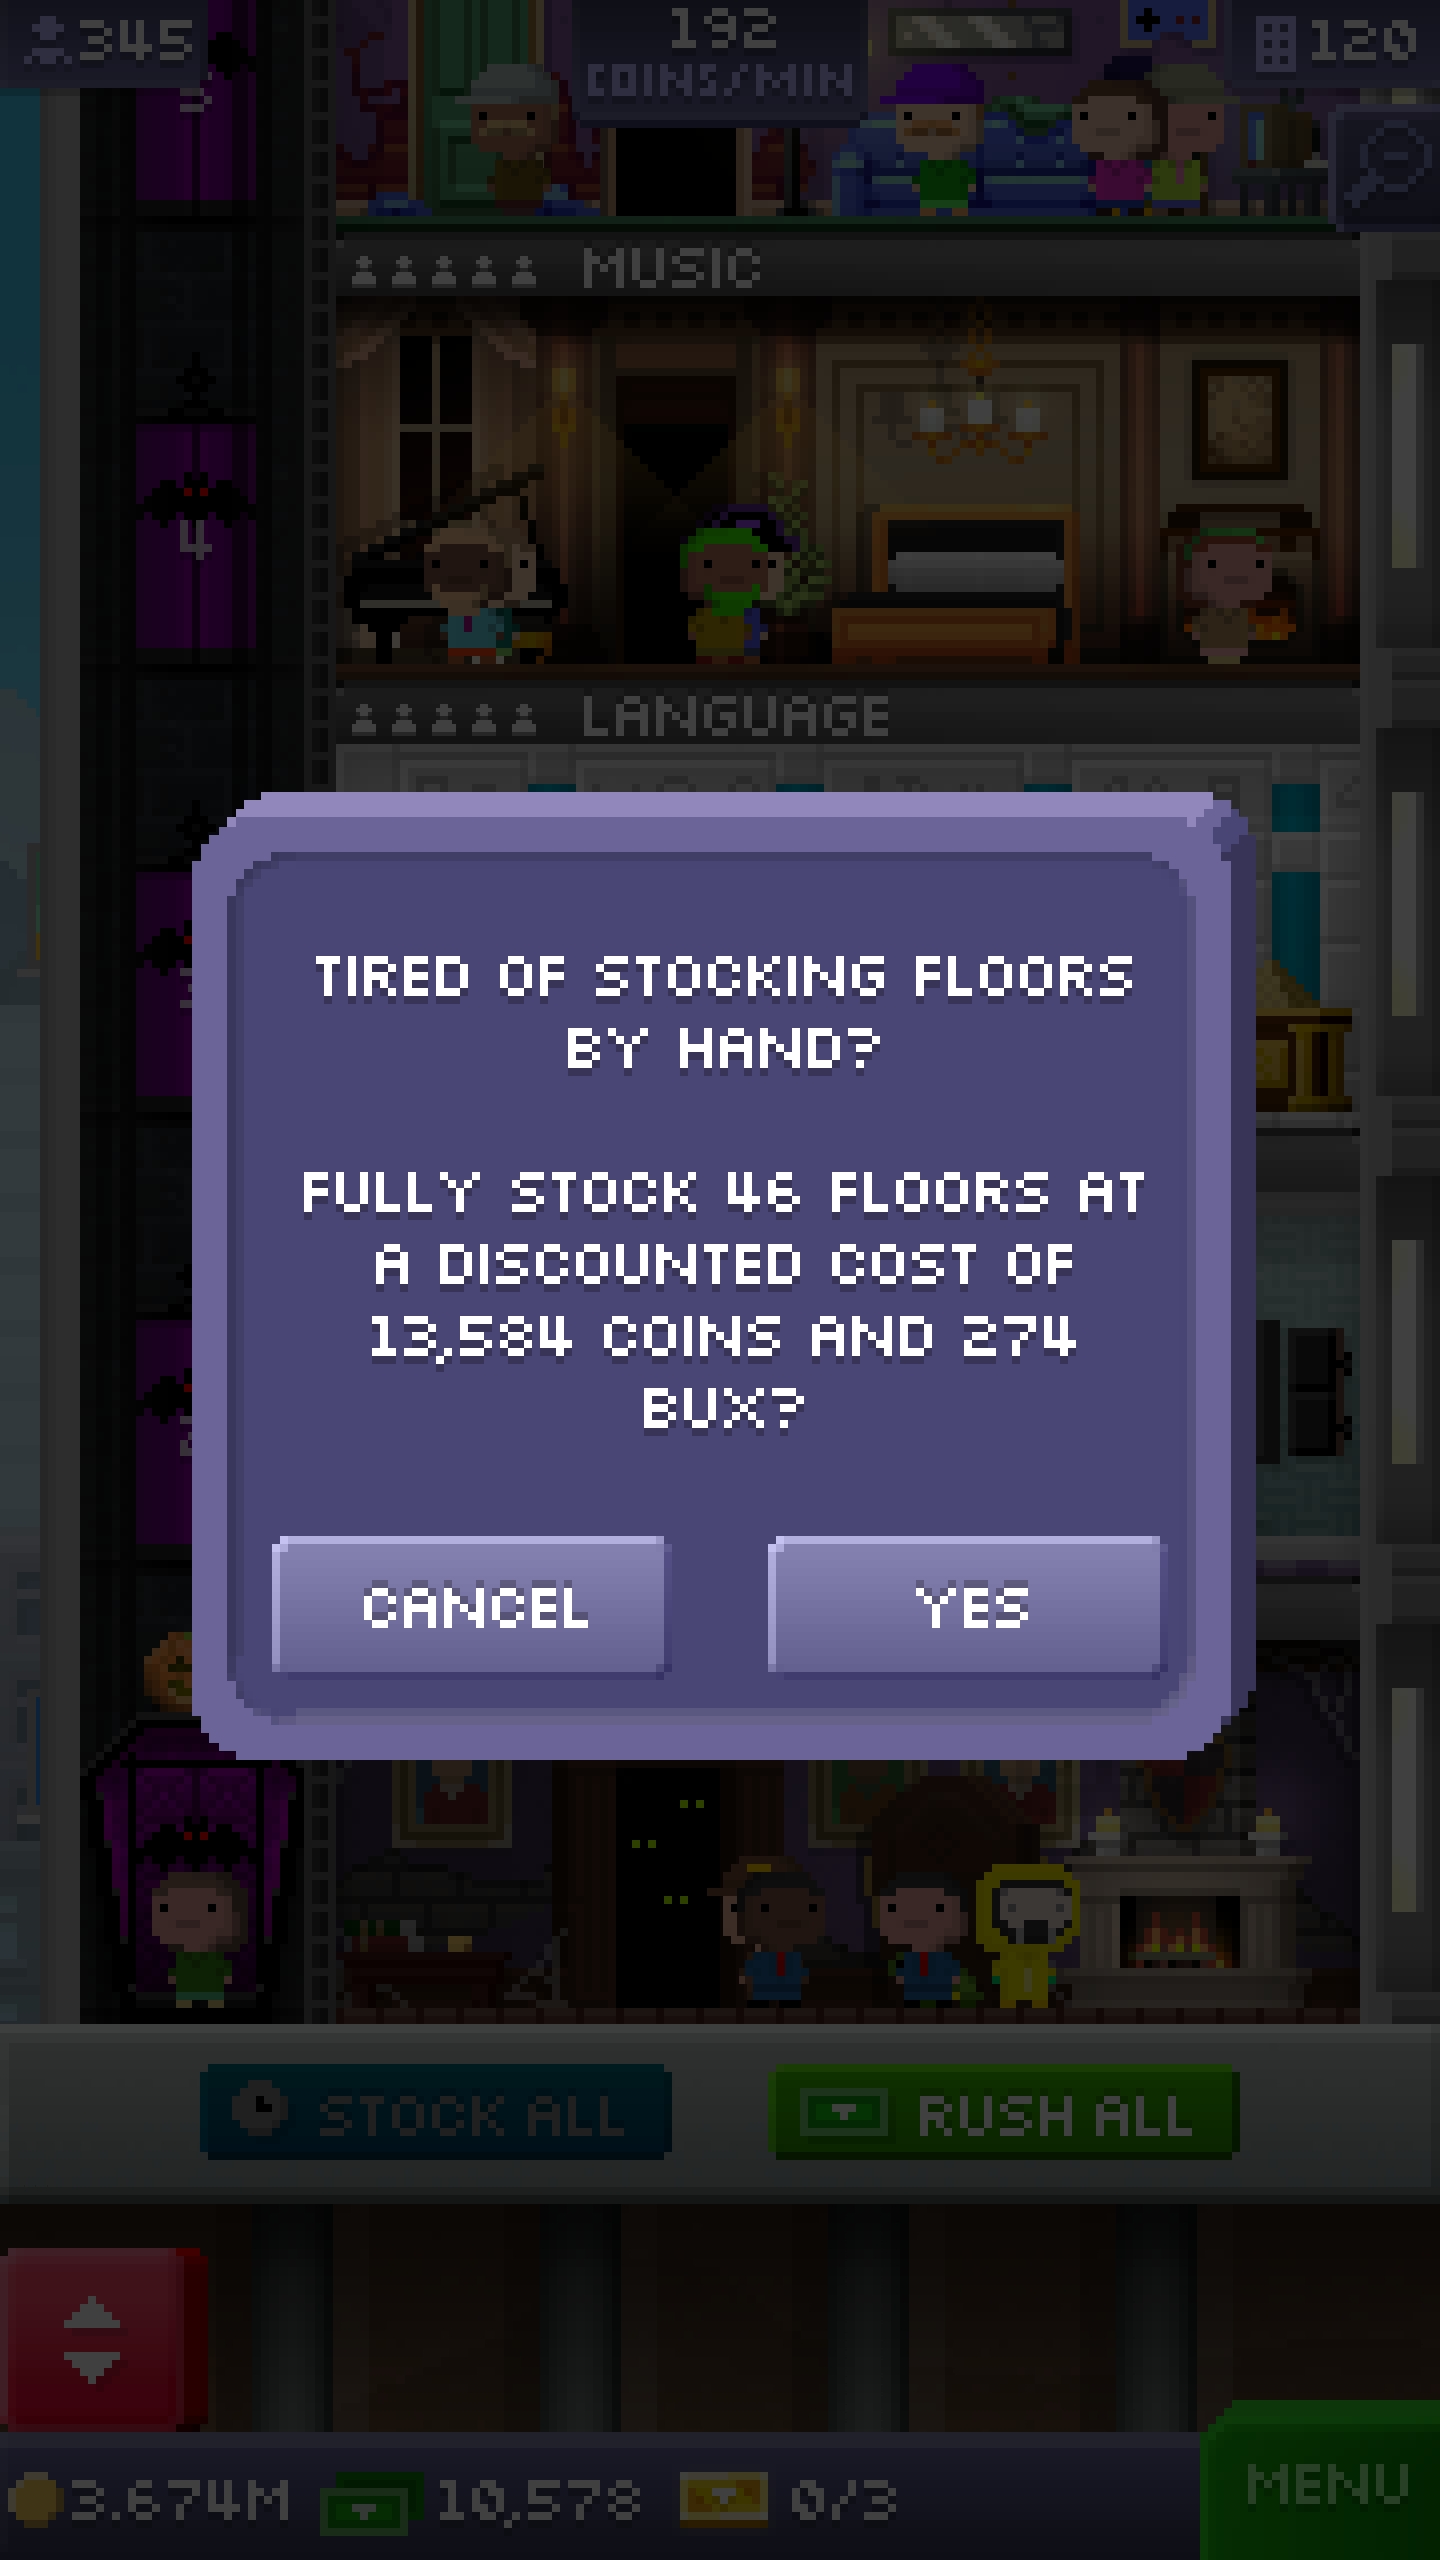 345
192
COINS/MIN
120
5
MUSIC
4
LANGUAGE
TIRED OF STOCKING FLOORS
BY HAND?
FULLY STOCK 46 FLOORS AT
A DISCOUNTED COST OF
13,584 COINS AND 274
BUX?
CANCEL
YES
STOCK ALL
RUSH ALL
3.674M
10,578
0/3
MENU